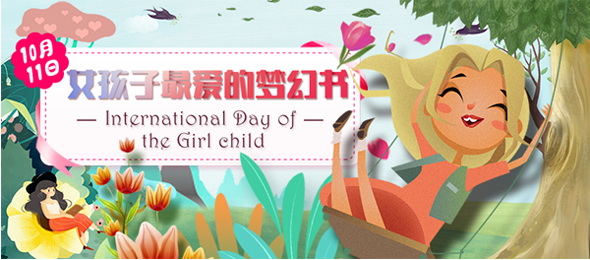 10月
11日
女孩子最爱的梦幻书
— International Day of —
the Girl child